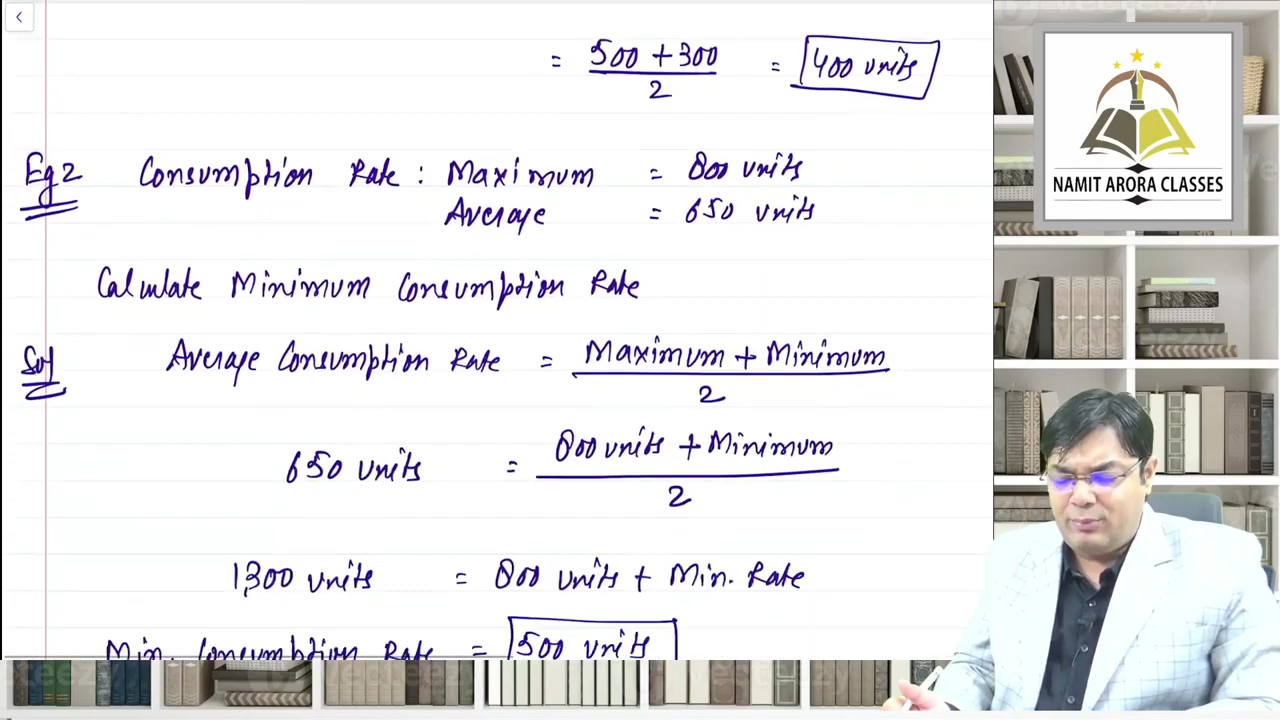 = 500 + 300 / 2 = 400 units
Eg 2 Consumption Rate : Maximum = 800 units
Average = 650 units
Calculate Minimum Consumption Rate
Sol Average Consumption Rate = Maximum + Minimum / 2
650 units = 800 units + Minimum / 2
1300 units = 800 units + Min. Rate
Min. Consumption Rate = 500 units
NAMIT ARORA CLASSES